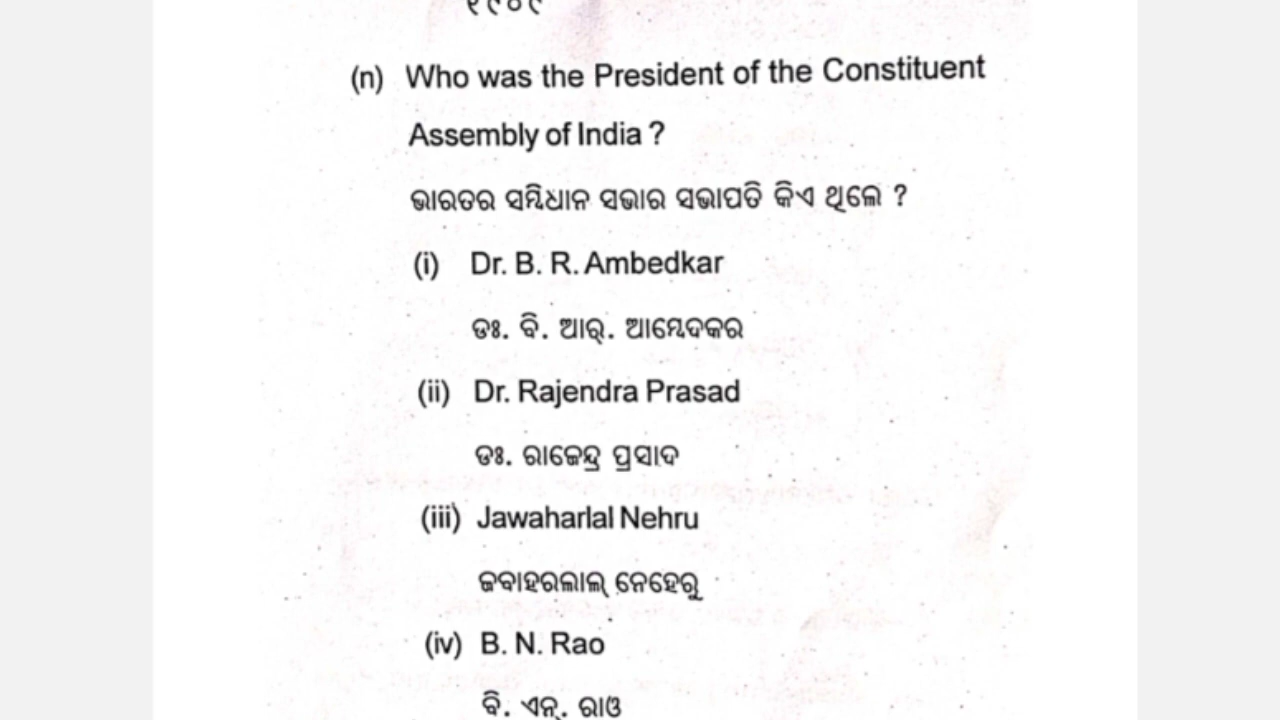 (n) Who was the President of the Constituent
Assembly of India ?
ଭାରତର ସମ୍ବିଧାନ ସଭାର ସଭାପତି କିଏ ଥିଲେ ?
(i) Dr. B. R. Ambedkar
ଡଃ. ବି. ଆର୍. ଆମ୍ବେଦକର
(ii) Dr. Rajendra Prasad
ଡଃ. ରାଜେନ୍ଦ୍ର ପ୍ରସାଦ
(iii) Jawaharlal Nehru
ଜବାହରଲାଲ୍ ନେହେରୁ
(iv) B. N. Rao
ବି. ଏନ୍. ରାଓ